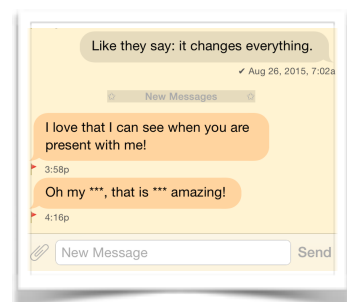 Like they say: it changes everything.
✔ Aug 26, 2015, 7:02a
New Messages
I love that I can see when you are
present with me!
3:58p
Oh my ***, that is *** amazing!
4:16p
New Message
Send